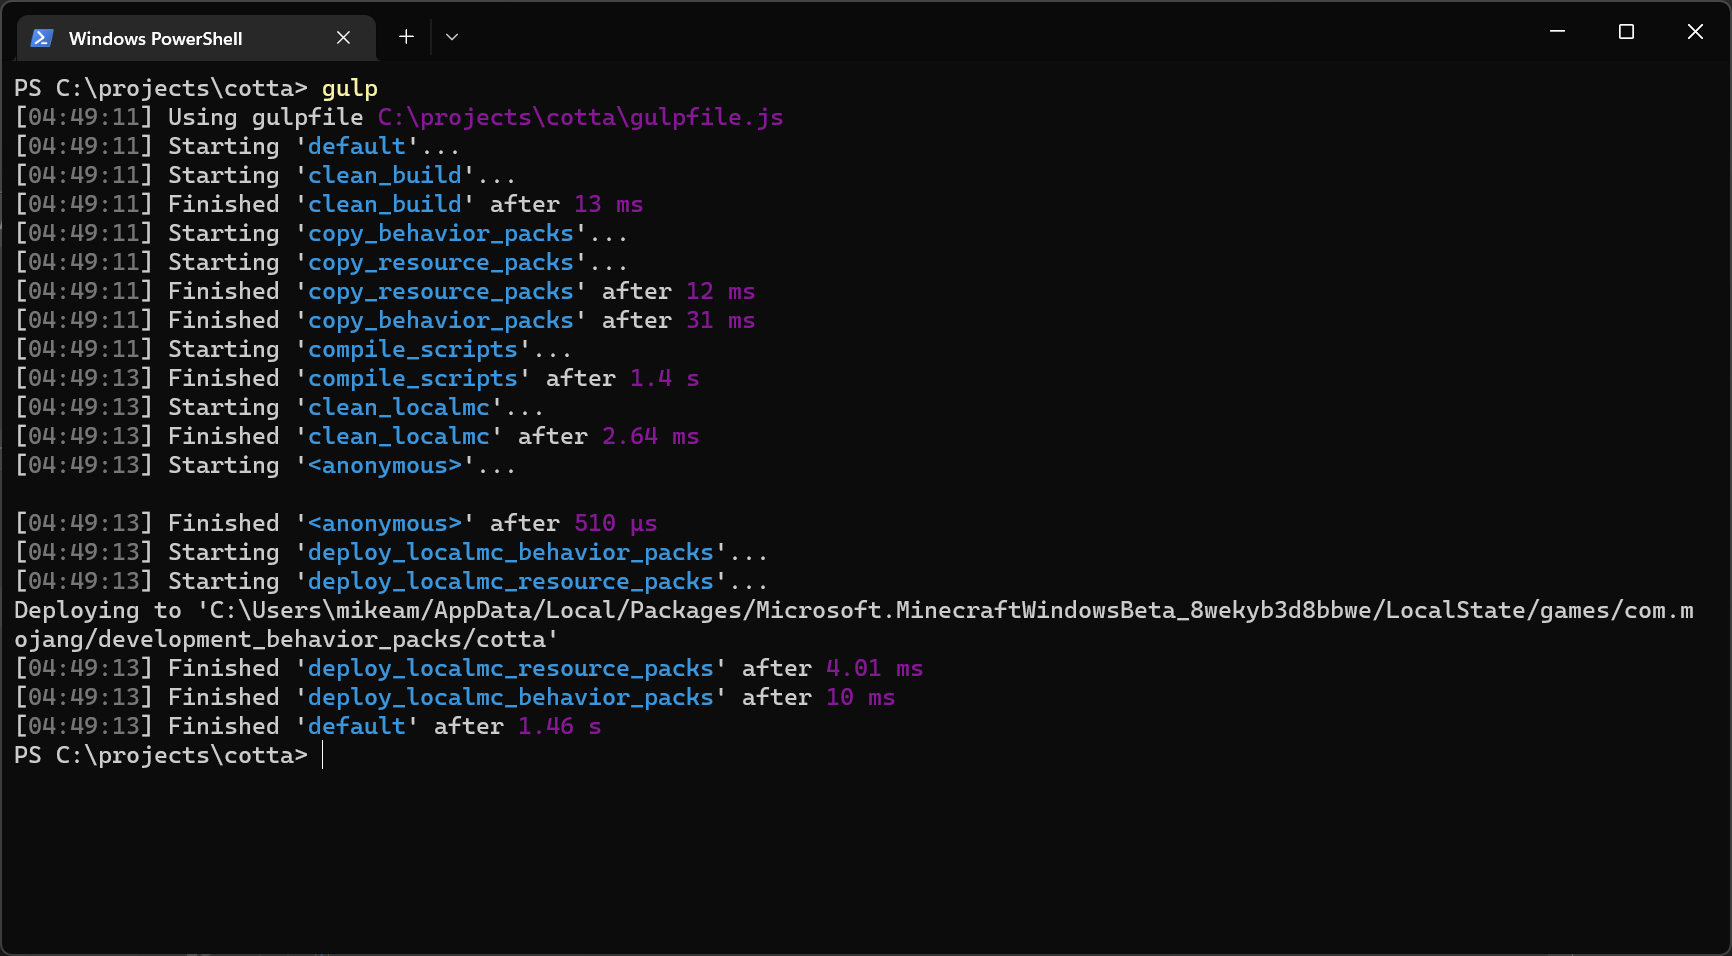 Windows PowerShell
PS C:\projects\cotta> gulp
[04:49:11] Using gulpfile C:\projects\cotta\gulpfile.js
[04:49:11] Starting 'default'...
[04:49:11] Starting 'clean_build'...
[04:49:11] Finished 'clean_build' after 13 ms
[04:49:11] Starting 'copy_behavior_packs'...
[04:49:11] Starting 'copy_resource_packs'...
[04:49:11] Finished 'copy_resource_packs' after 12 ms
[04:49:11] Finished 'copy_behavior_packs' after 31 ms
[04:49:11] Starting 'compile_scripts'...
[04:49:13] Finished 'compile_scripts' after 1.4 s
[04:49:13] Starting 'clean_localmc'...
[04:49:13] Finished 'clean_localmc' after 2.64 ms
[04:49:13] Starting '<anonymous>'...
[04:49:13] Finished '<anonymous>' after 510 μs
[04:49:13] Starting 'deploy_localmc_behavior_packs'...
[04:49:13] Starting 'deploy_localmc_resource_packs'...
Deploying to 'C:\Users\mikeam/AppData/Local/Packages/Microsoft.MinecraftWindowsBeta_8wekyb3d8bbwe/LocalState/games/com.m
ojang/development_behavior_packs/cotta'
[04:49:13] Finished 'deploy_localmc_resource_packs' after 4.01 ms
[04:49:13] Finished 'deploy_localmc_behavior_packs' after 10 ms
[04:49:13] Finished 'default' after 1.46 s
PS C:\projects\cotta>